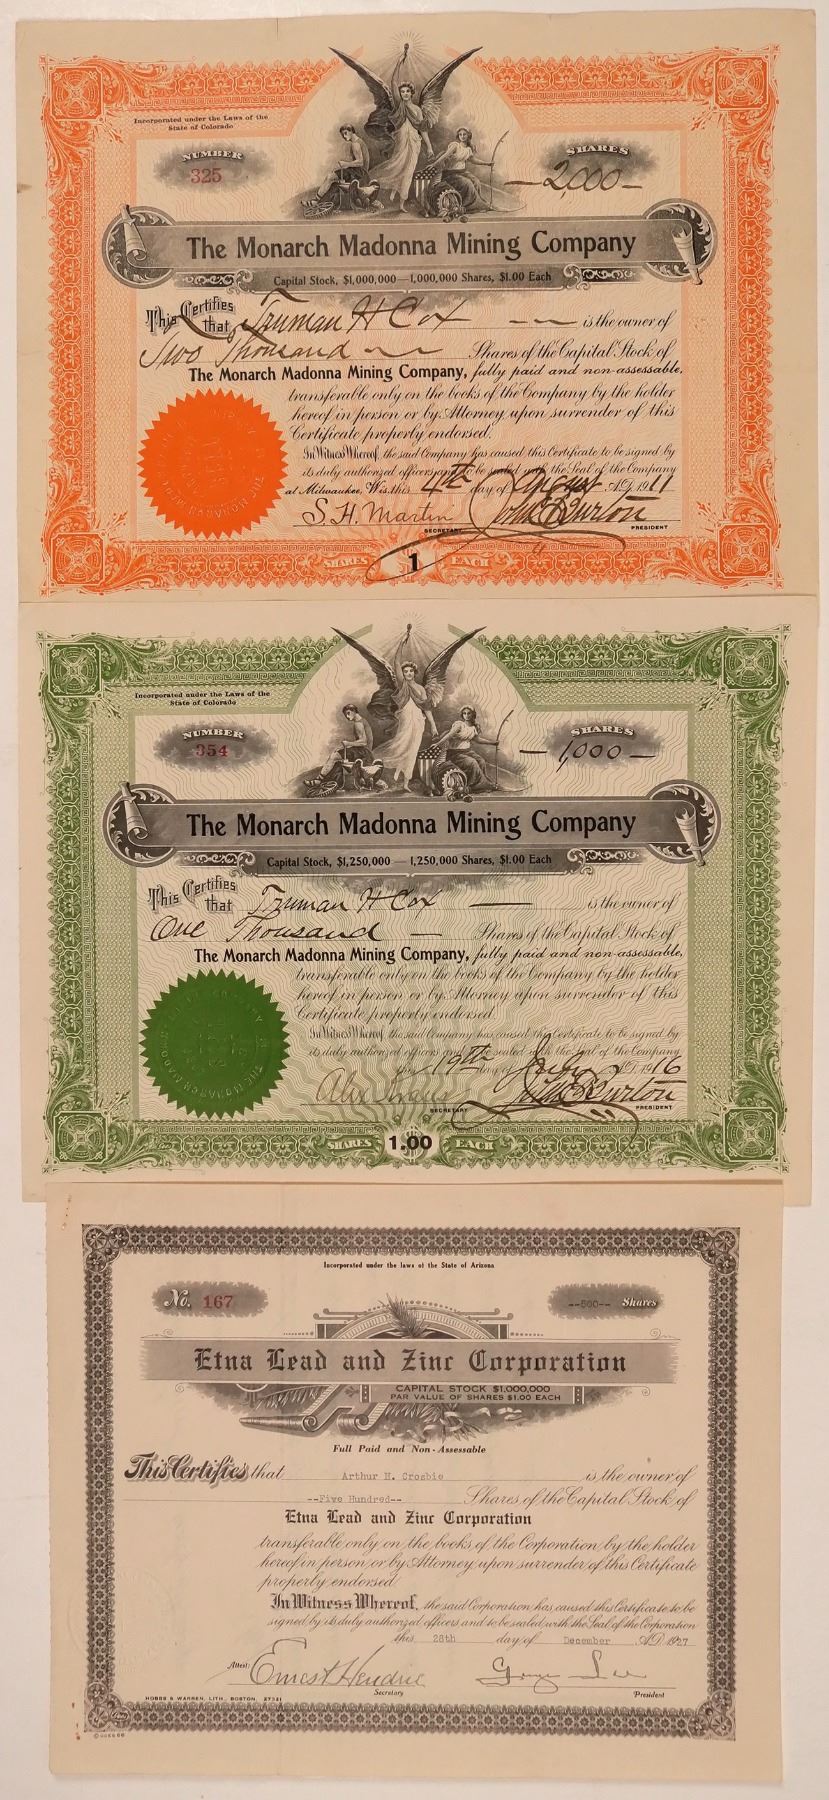 Incorporated under the Laws of the
State of Colorado
NUMBER
325
SHARES
2,000
The Monarch Madonna Mining Company
Capital Stock, $1,000,000—1,000,000 Shares, $1.00 Each
This Certifies that Truman H Cox is the owner of
Two Thousand Shares of the Capital Stock of
The Monarch Madonna Mining Company, fully paid and non-assessable,
transferable only on the books of the Company by the holder
hereof in person or by Attorney upon surrender of this
Certificate properly endorsed.
In Witness Whereof, the said Company has caused this Certificate to be signed by
its duly authorized officers and to be sealed with the Seal of the Company
at Milwaukee, Wis. this 4th day of August A.D. 1911
S. H. Martin
SECRETARY
PRESIDENT
SHARES 1 EACH
Incorporated under the Laws of the
State of Colorado
NUMBER
354
SHARES
1,000
The Monarch Madonna Mining Company
Capital Stock, $1,250,000—1,250,000 Shares, $1.00 Each
This Certifies that Truman H Cox is the owner of
One Thousand Shares of the Capital Stock of
The Monarch Madonna Mining Company, fully paid and non-assessable,
transferable only on the books of the Company by the holder
hereof in person or by Attorney upon surrender of this
Certificate properly endorsed.
In Witness Whereof, the said Company has caused this Certificate to be signed by
its duly authorized officers and to be sealed with the Seal of the Company
this 19th day of A.D. 1916
SECRETARY
PRESIDENT
SHARES 1.00 EACH
Incorporated under the laws of the State of Arizona
No. 167
--500-- Shares
Etna Lead and Zinc Corporation
CAPITAL STOCK $1,000,000
PAR VALUE OF SHARES $1.00 EACH
Full Paid and Non-Assessable
This Certifies that Arthur H. Crosbie is the owner of
--Five Hundred-- Shares of the Capital Stock of
Etna Lead and Zinc Corporation
transferable only on the books of the Corporation by the holder
hereof in person or by Attorney upon surrender of this Certificate
properly endorsed
In Witness Whereof, the said Corporation has caused this Certificate to be
signed by its duly authorized officers and to be sealed with the Seal of the Corporation
this 28th day of December A.D. 1927
Attest: Ernest Hendrie
Secretary
President
HOBBS & WARREN, LITH., BOSTON. 27321